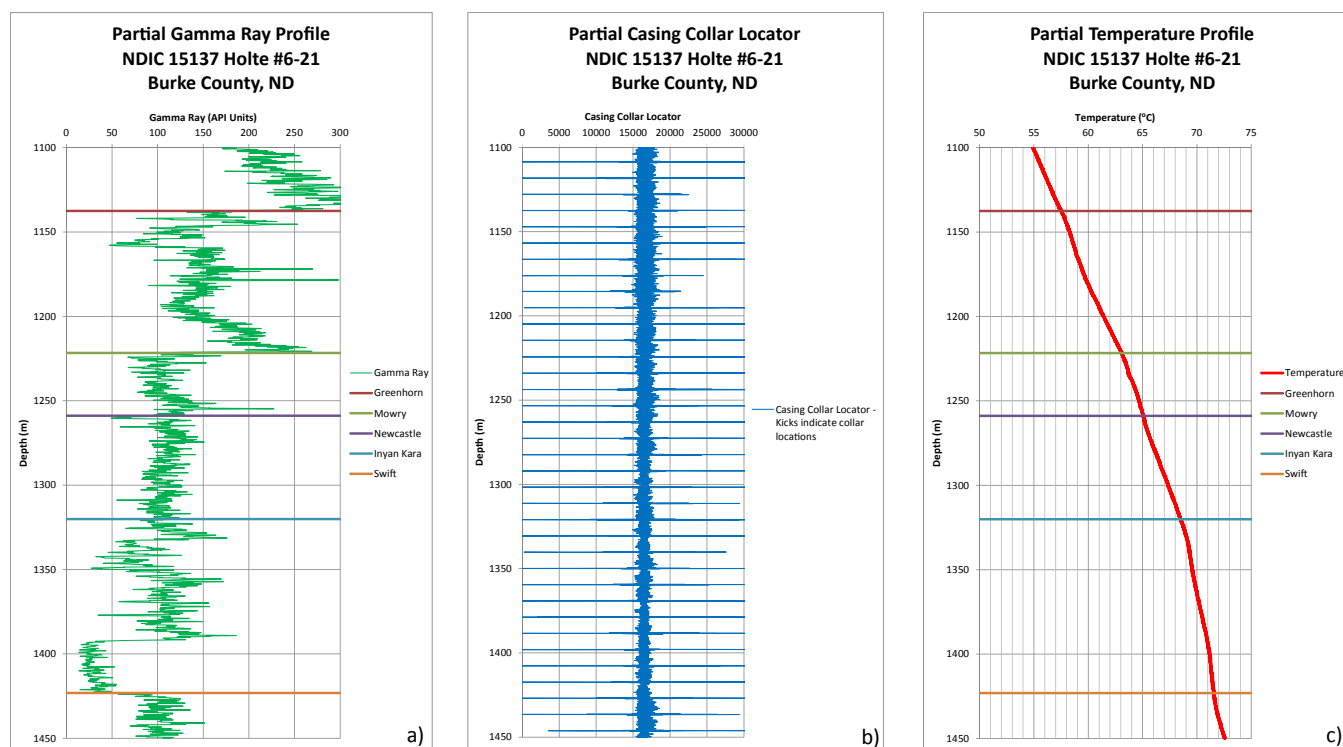 Partial Gamma Ray Profile
NDIC 15137 Holte #6-21
Burke County, ND
Gamma Ray (API Units)
0 50 100 150 200 250 300
1100
1150
1200
1250
1300
1350
1400
1450
Depth (m)
Gamma Ray
Greenhorn
Mowry
Newcastle
Inyan Kara
Swift
a)
Partial Casing Collar Locator
NDIC 15137 Holte #6-21
Burke County, ND
Casing Collar Locator
0 5000 10000 15000 20000 25000 30000
1100
1150
1200
1250
1300
1350
1400
1450
Depth (m)
Casing Collar Locator -
Kicks indicate collar
locations
b)
Partial Temperature Profile
NDIC 15137 Holte #6-21
Burke County, ND
Temperature (°C)
50 55 60 65 70 75
1100
1150
1200
1250
1300
1350
1400
1450
Depth (m)
Temperature
Greenhorn
Mowry
Newcastle
Inyan Kara
Swift
c)